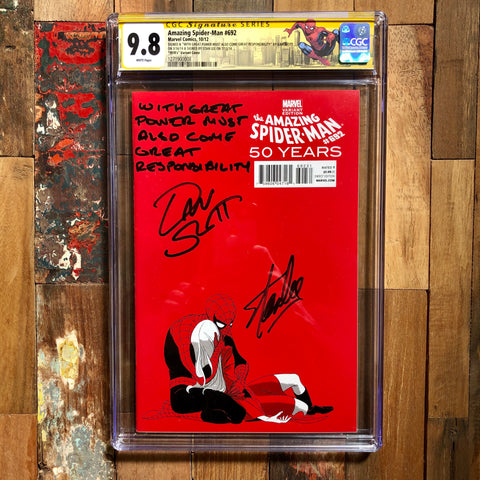 CGC Signature SERIES
9.8
WHITE Pages
Amazing Spider-Man #692
Marvel Comics, 10/12
CGC
WITH GREAT
POWER MUST
ALSO COME
GREAT
RESPONSIBILITY
DAN
SLOTT
MARVEL
VARIANT
EDITION
the AMAZING
SPIDER-MAN
#692
50 YEARS
Stan Lee